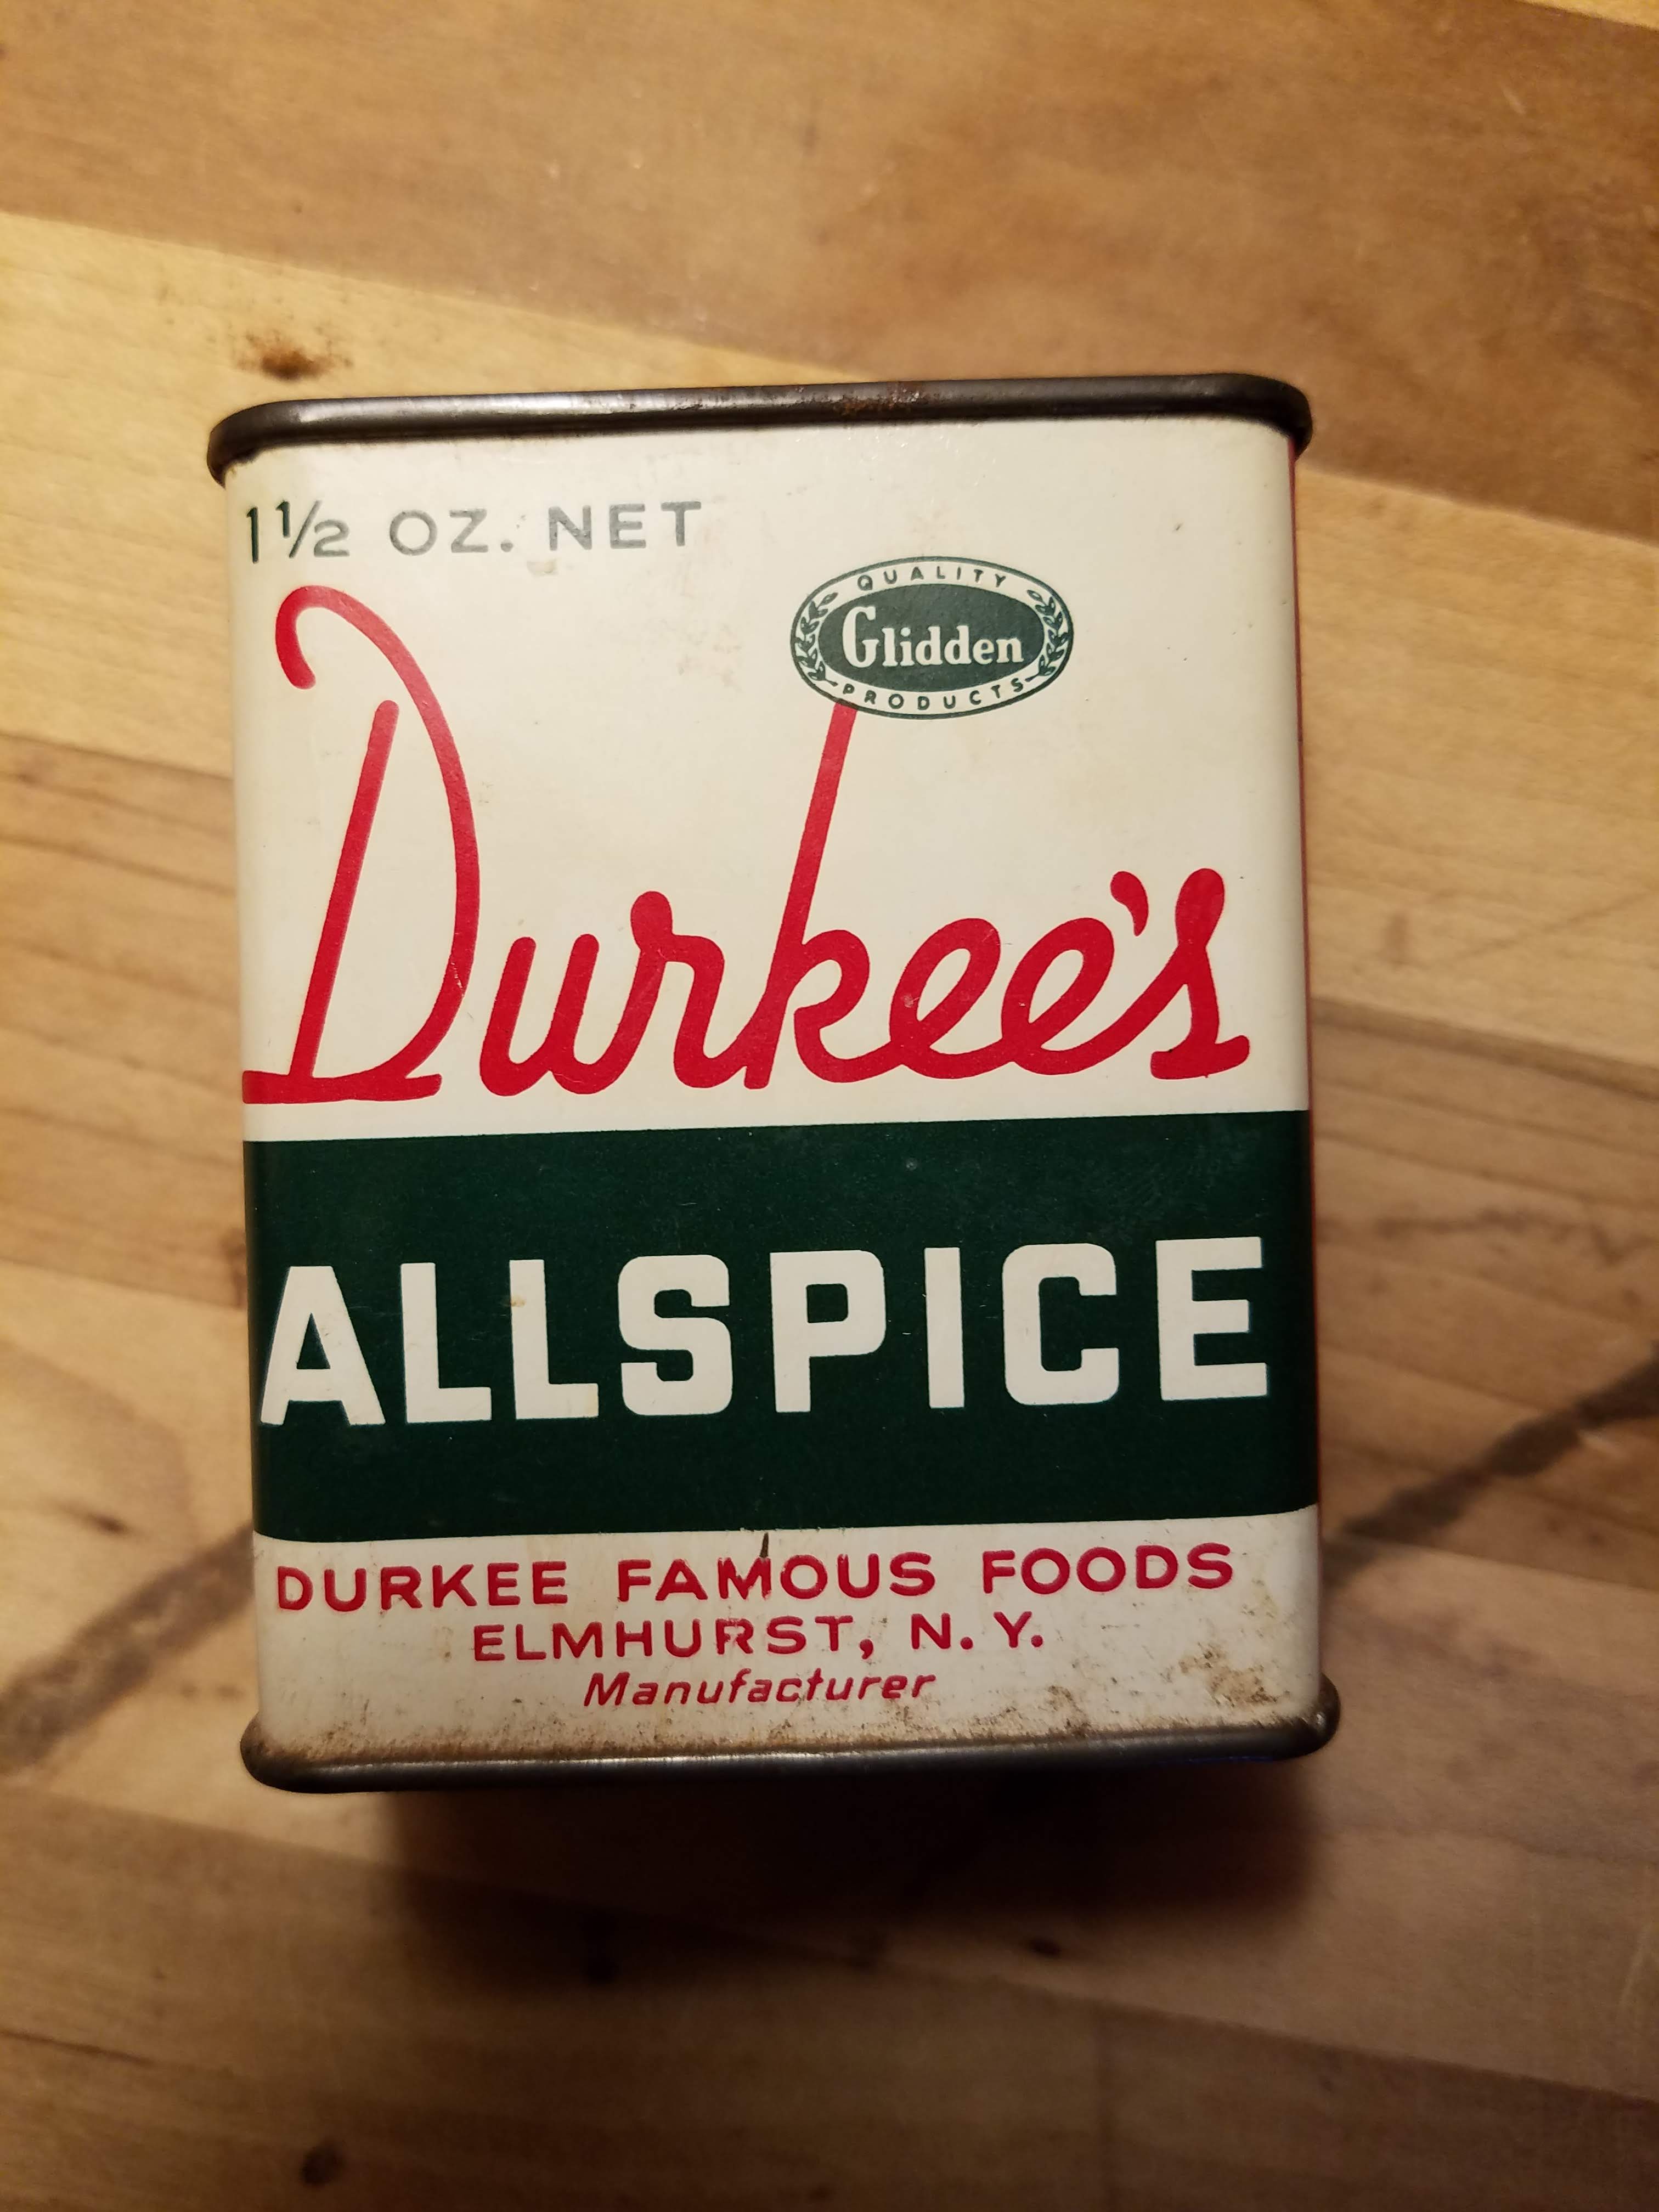 1½ OZ. NET
QUALITY
Glidden
PRODUCTS
Durkee's
ALLSPICE
DURKEE FAMOUS FOODS
ELMHURST, N.Y.
Manufacturer